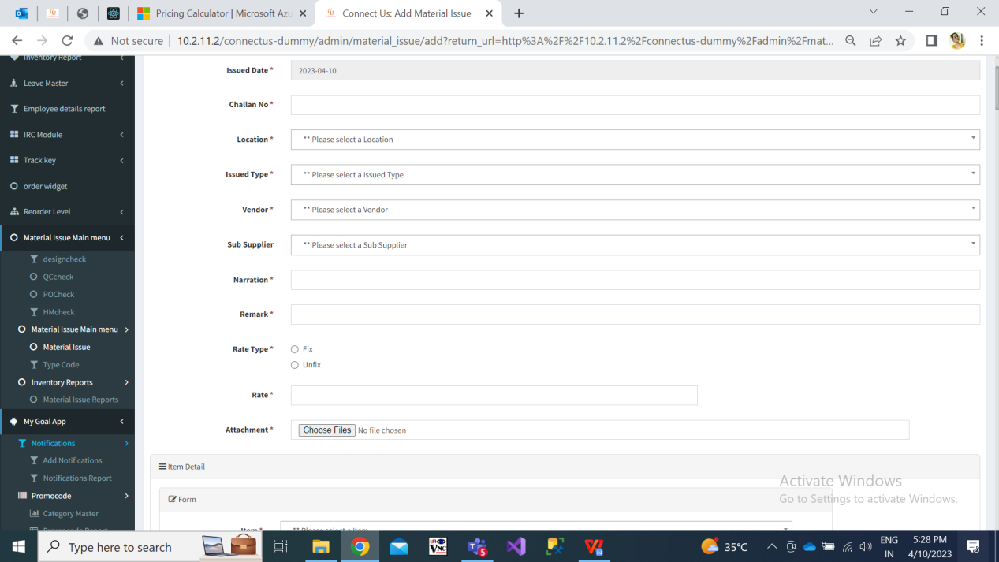 Pricing Calculator | Microsoft Azu
Connect Us: Add Material Issue
Not secure
10.2.11.2/connectus-dummy/admin/material_issue/add?return_url=http%3A%2F%2F10.2.11.2%2Fconnectus-dummy%2Fadmin%2Fmat...
Inventory Report
Leave Master
Employee details report
IRC Module
Track key
order widget
Reorder Level
Material Issue Main menu
designcheck
QCcheck
POCheck
HMcheck
Material Issue Main menu
Material Issue
Type Code
Inventory Reports
Material Issue Reports
My Goal App
Notifications
Add Notifications
Notifications Report
Promocode
Category Master
Promocode Report
Issued Date *
2023-04-10
Challan No *
Location *
** Please select a Location
Issued Type *
** Please select a Issued Type
Vendor *
** Please select a Vendor
Sub Supplier
** Please select a Sub Supplier
Narration *
Remark *
Rate Type *
Fix
Unfix
Rate *
Attachment *
Choose Files No file chosen
Item Detail
Form
Item *
** Please select a Item
Activate Windows
Go to Settings to activate Windows.
Type here to search
VNC
5
35°C
ENG
IN
5:28 PM
4/10/2023